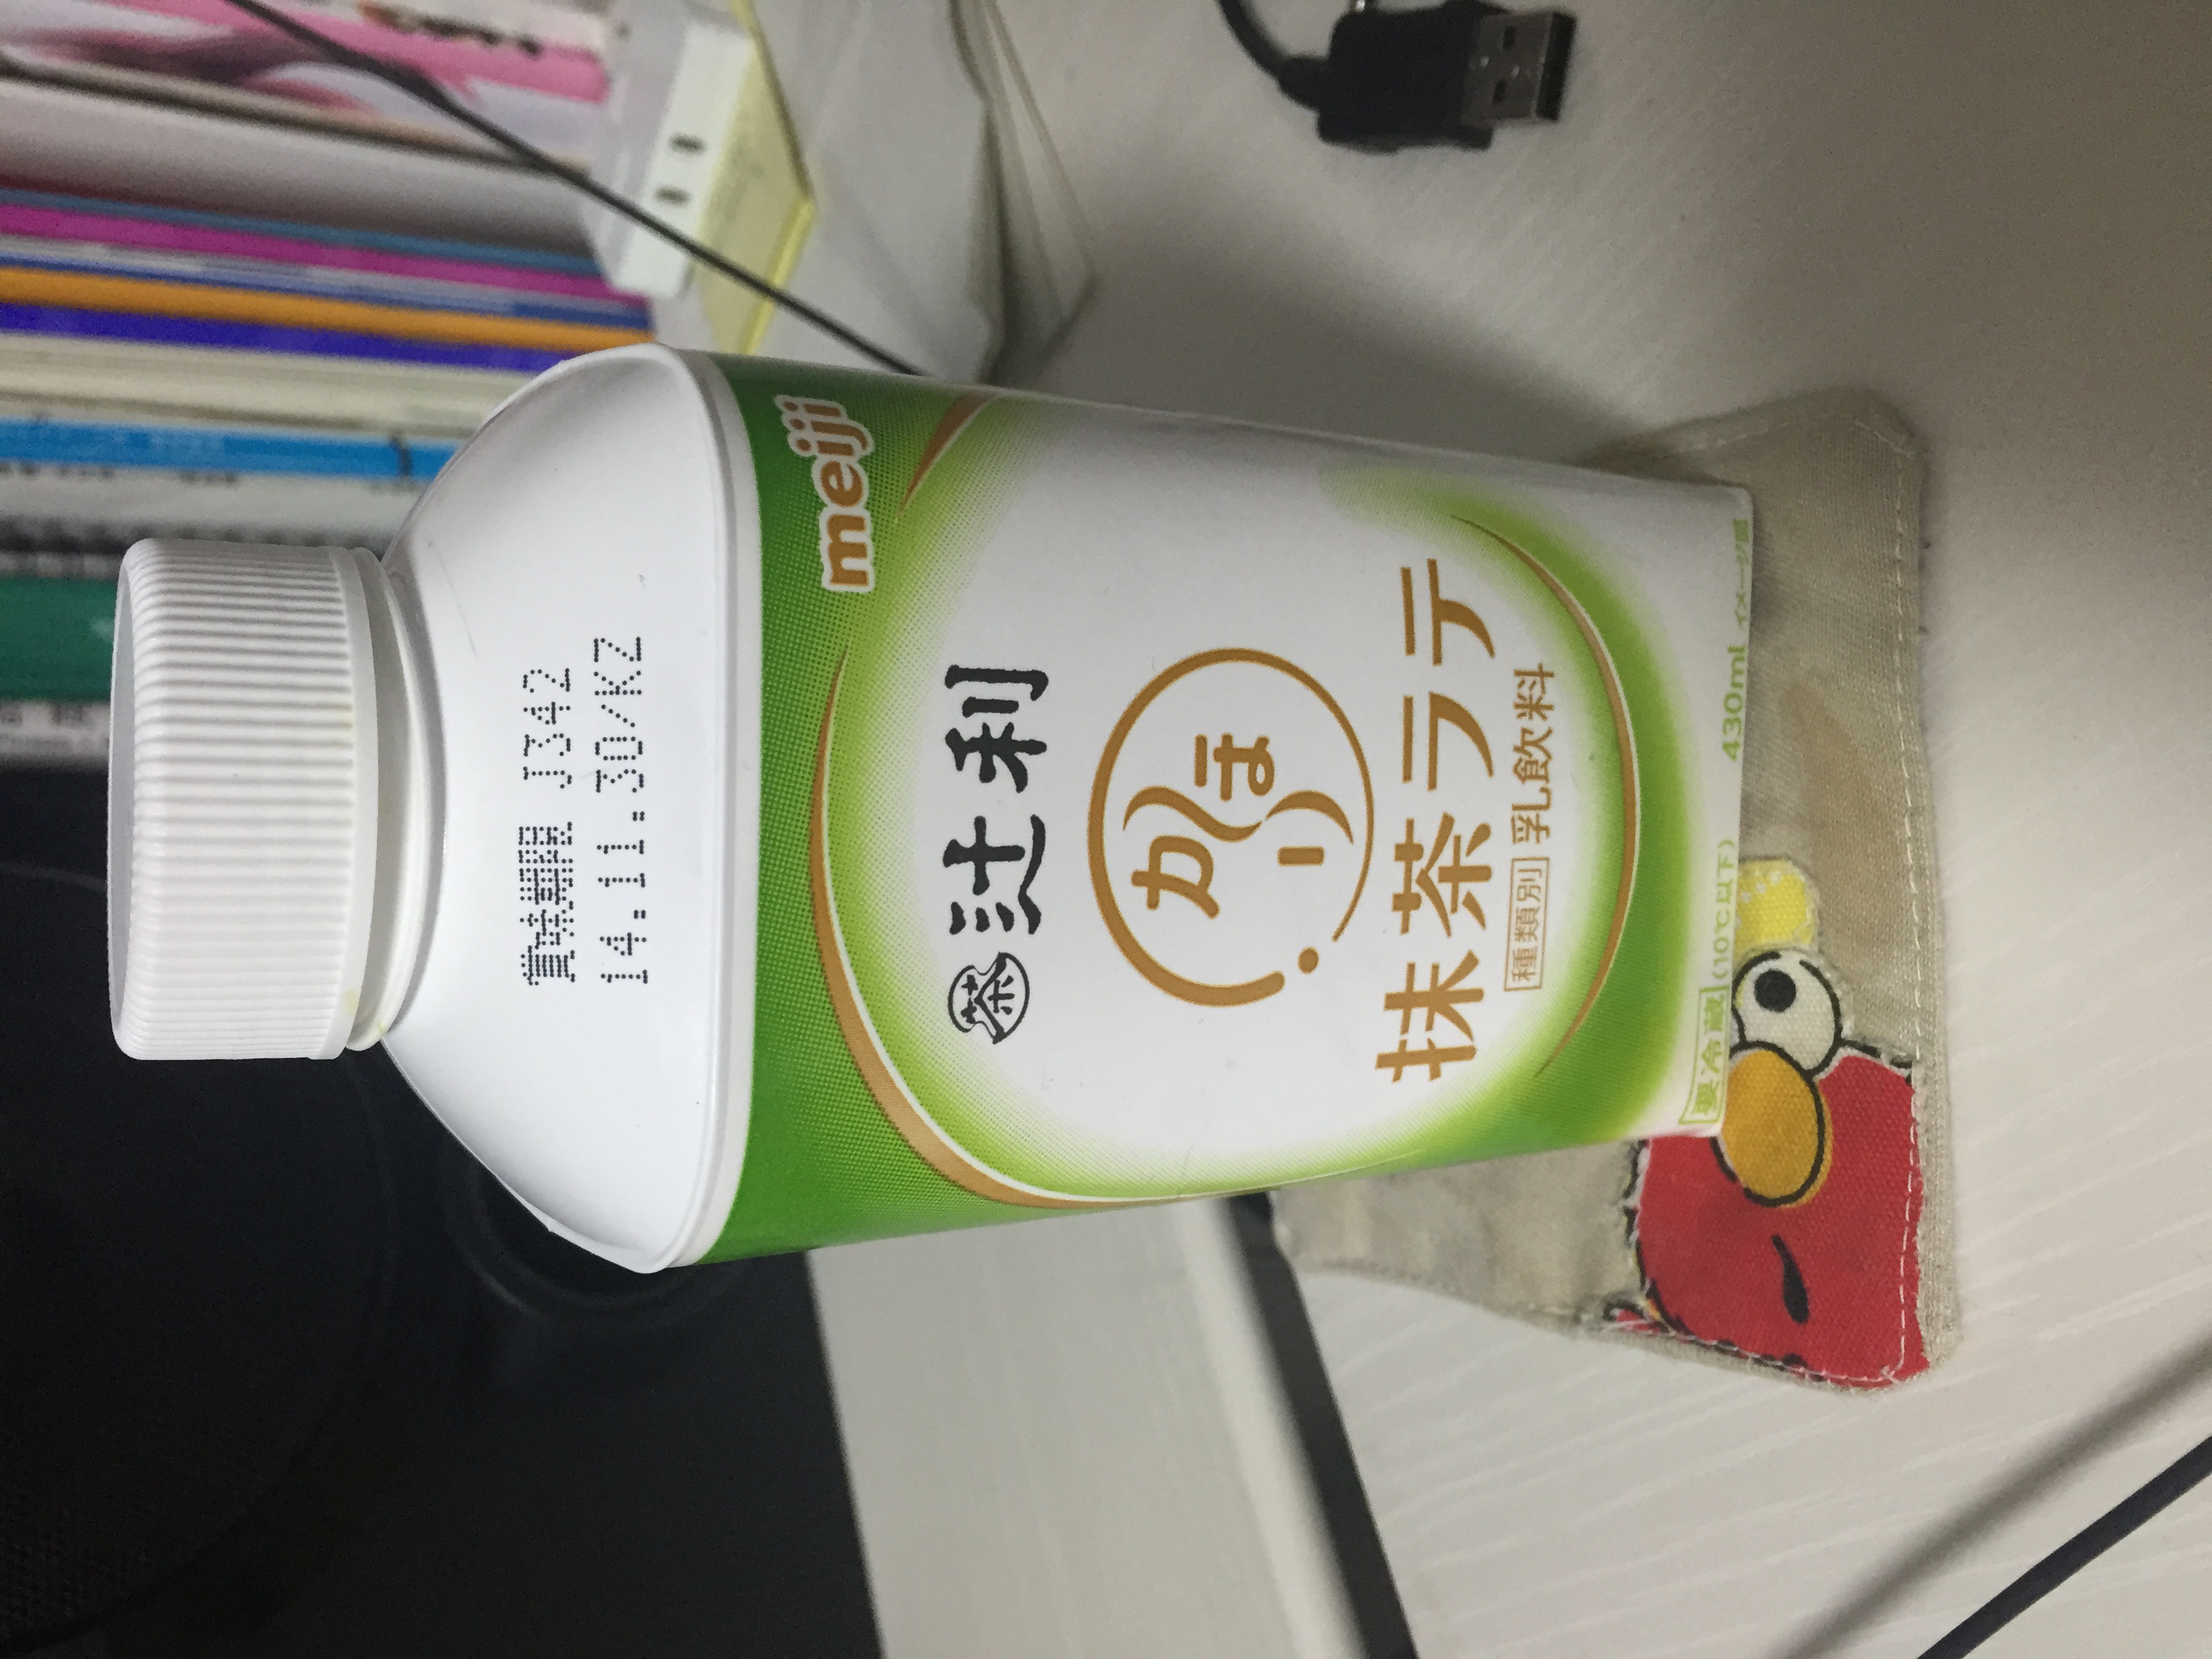 賞味期限 J342
14.11.30/KZ
meiji
茶 辻利
かほり
抹茶ラテ
種類別 乳飲料
要冷蔵(10℃以下) 430ml イメージ図